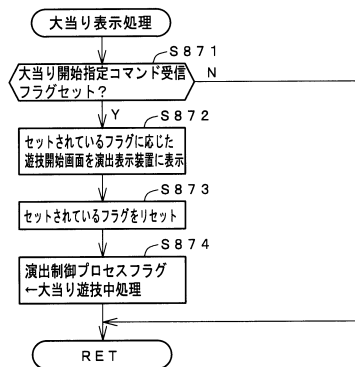 大当り表示処理
S871
大当り開始指定コマンド受信
フラグセット？
N
Y
S872
セットされているフラグに応じた
遊技開始画面を演出表示装置に表示
S873
セットされているフラグをリセット
S874
演出制御プロセスフラグ
←大当り遊技中処理
RET